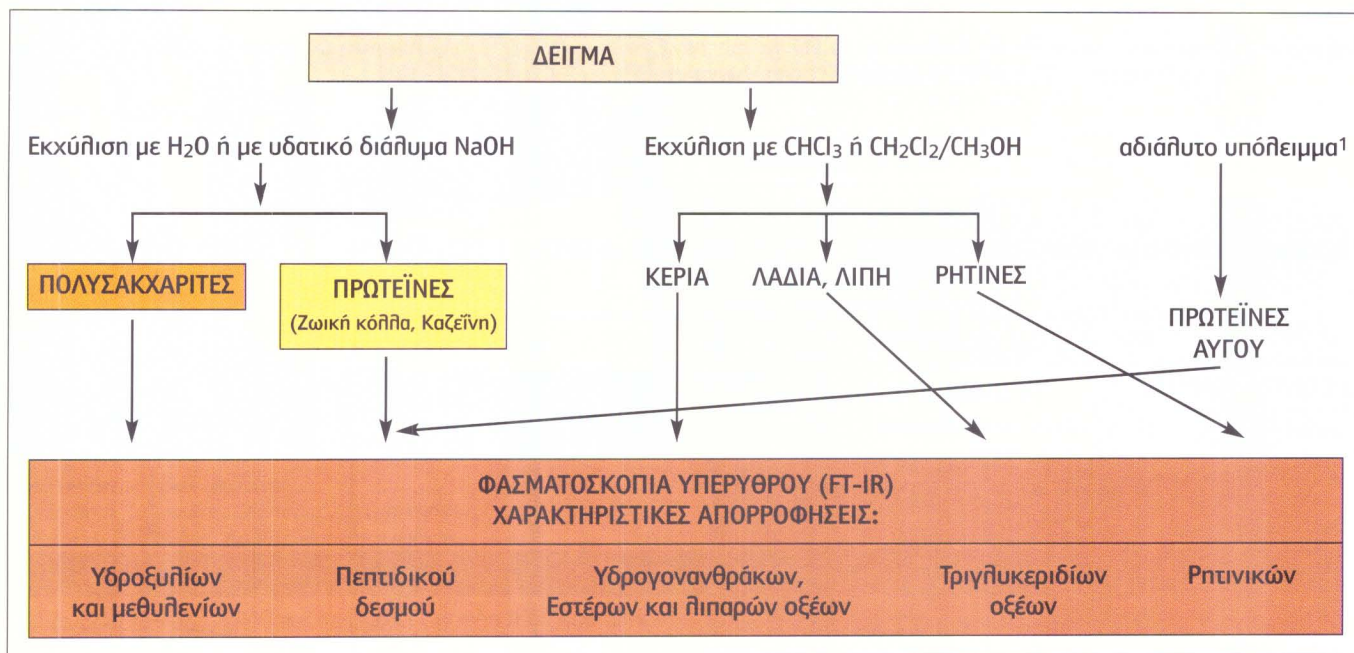 ΔΕΙΓΜΑ
Εκχύλιση με H₂O ή με υδατικό διάλυμα NaOH
Εκχύλιση με CHCl₃ ή CH₂Cl₂/CH₃OH
αδιάλυτο υπόλειμμα¹
ΠΟΛΥΣΑΚΧΑΡΙΤΕΣ
ΠΡΩΤΕΪΝΕΣ
(Ζωική κόλλα, Καζεΐνη)
ΚΕΡΙΑ
ΛΑΔΙΑ, ΛΙΠΗ
ΡΗΤΙΝΕΣ
ΠΡΩΤΕΪΝΕΣ
ΑΥΓΟΥ
ΦΑΣΜΑΤΟΣΚΟΠΙΑ ΥΠΕΡΥΘΡΟΥ (FT-IR)
ΧΑΡΑΚΤΗΡΙΣΤΙΚΕΣ ΑΠΟΡΡΟΦΗΣΕΙΣ:
Υδροξυλίων
και μεθυλενίων
Πεπτιδικού
δεσμού
Υδρογονανθράκων,
Εστέρων και λιπαρών οξέων
Τριγλυκεριδίων
οξέων
Ρητινικών